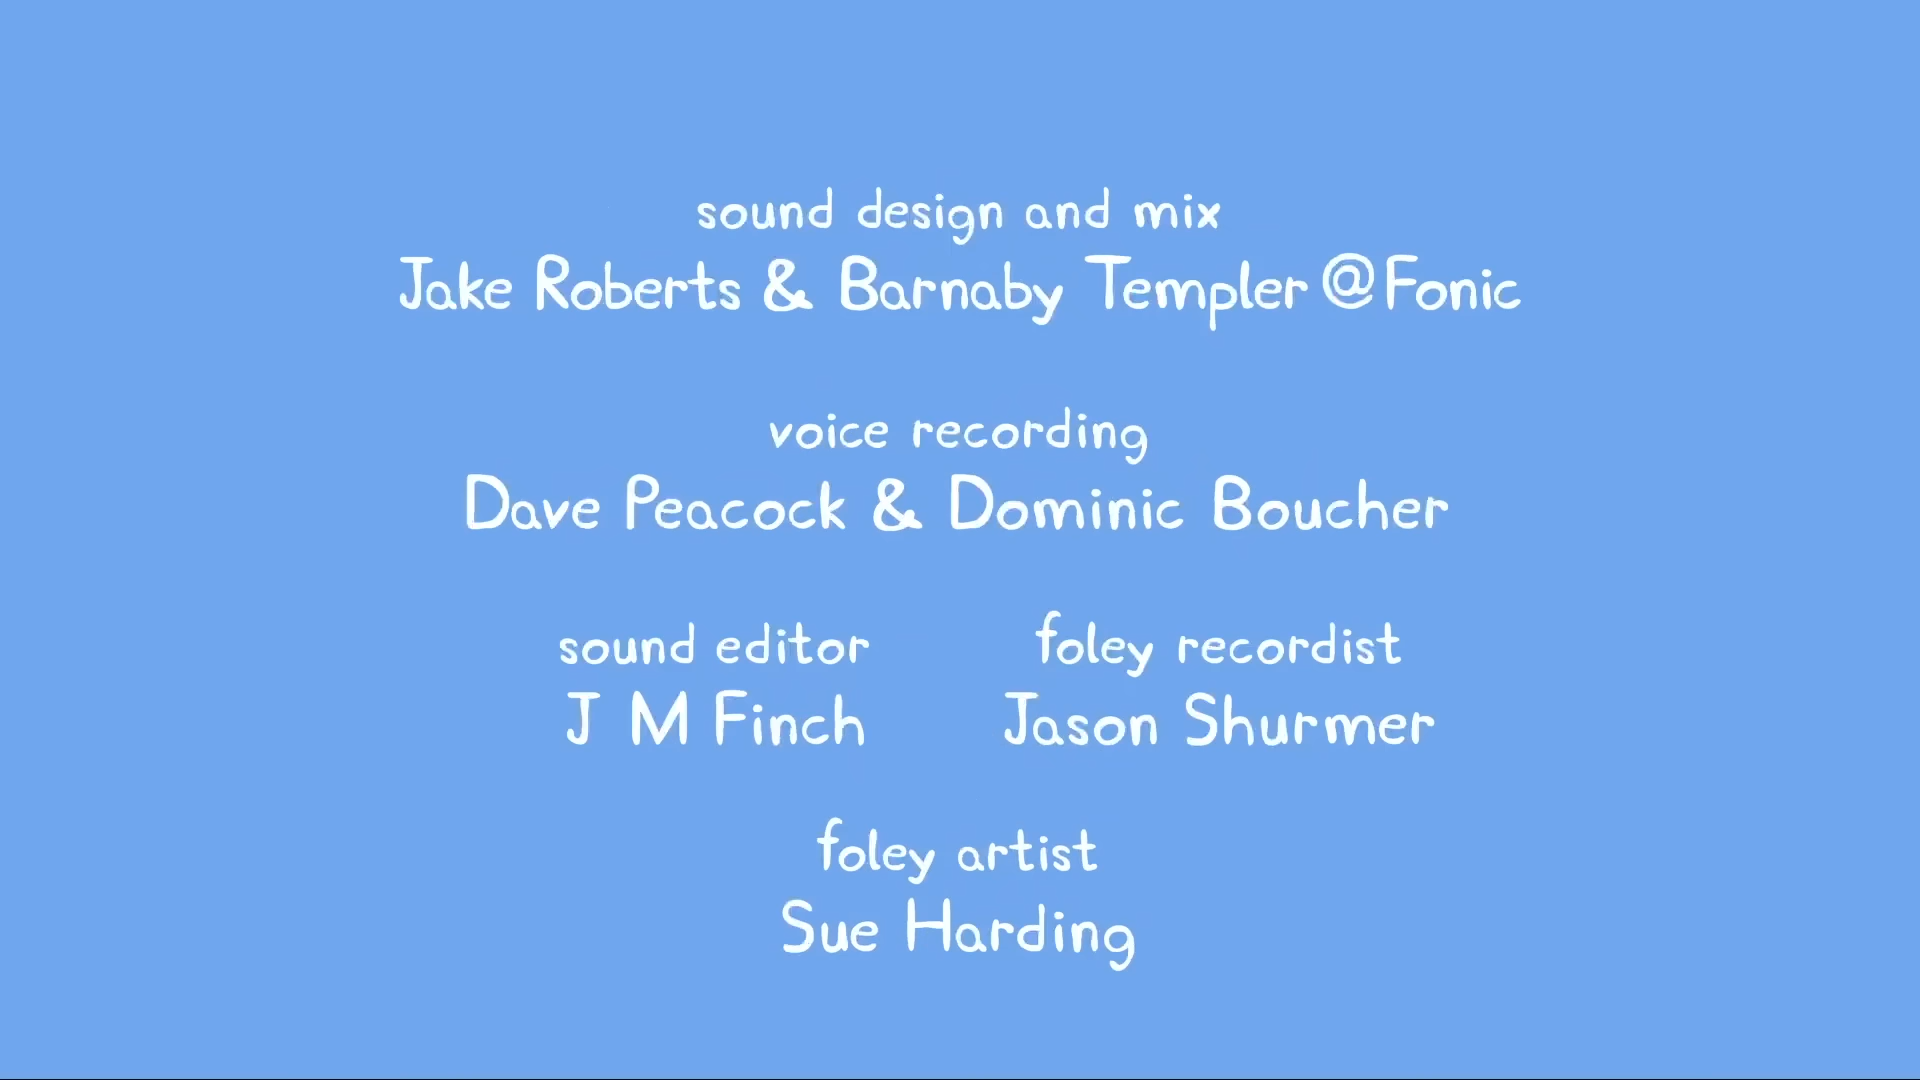 sound design and mix
Jake Roberts & Barnaby Templer @Fonic
voice recording
Dave Peacock & Dominic Boucher
sound editor
J M Finch
foley recordist
Jason Shurmer
foley artist
Sue Harding